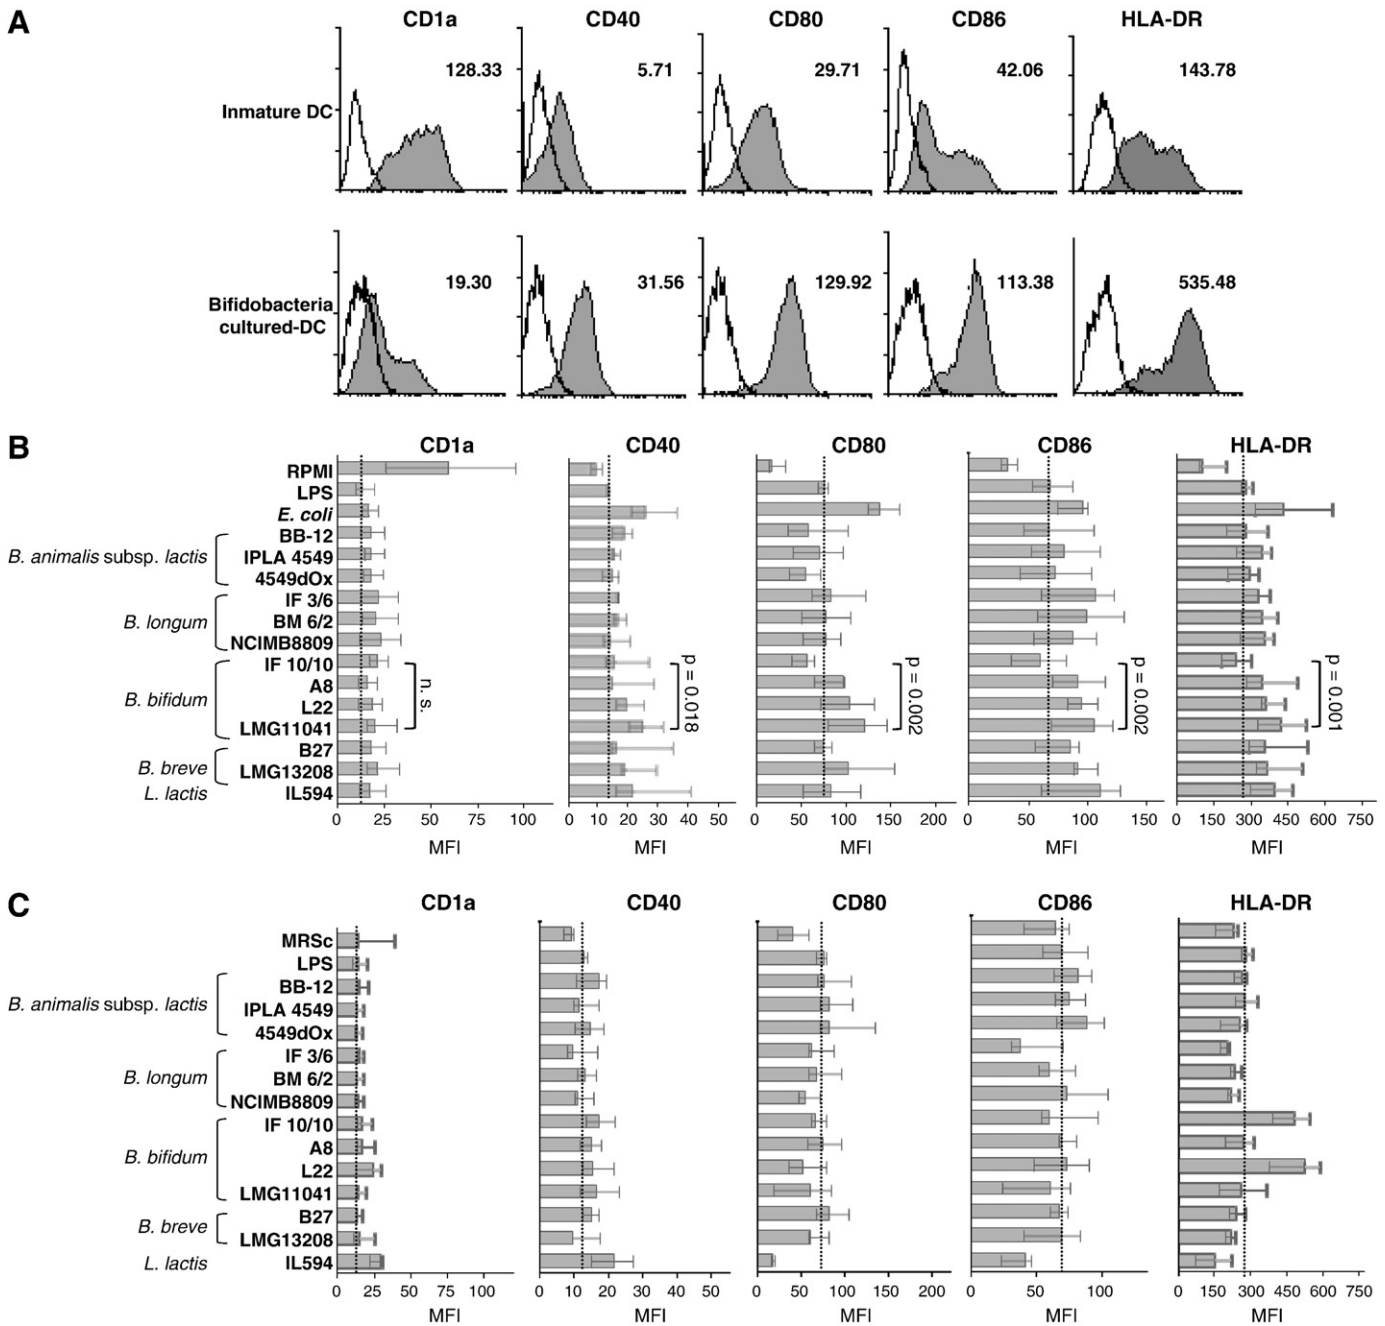 A
CD1a CD40 CD80 CD86 HLA-DR
Inmature DC
128.33 5.71 29.71 42.06 143.78
Bifidobacteria
cultured-DC
19.30 31.56 129.92 113.38 535.48
B
CD1a CD40 CD80 CD86 HLA-DR
RPMI
LPS
E. coli
BB-12
B. animalis subsp. lactis IPLA 4549
4549dOx
IF 3/6
B. longum BM 6/2
NCIMB8809
IF 10/10
A8
B. bifidum L22
LMG11041
B27
B. breve LMG13208
L. lactis IL594
n. s. p = 0.018 p = 0.002 p = 0.002 p = 0.001
0 25 50 75 100 0 10 20 30 40 50 0 50 100 150 200 0 50 100 150 0 150 300 450 600 750
MFI MFI MFI MFI MFI
C
CD1a CD40 CD80 CD86 HLA-DR
MRSc
LPS
BB-12
B. animalis subsp. lactis IPLA 4549
4549dOx
IF 3/6
B. longum BM 6/2
NCIMB8809
IF 10/10
A8
B. bifidum L22
LMG11041
B27
B. breve LMG13208
L. lactis IL594
0 25 50 75 100 0 10 20 30 40 50 0 50 100 150 200 0 50 100 0 150 300 450 600 750
MFI MFI MFI MFI MFI